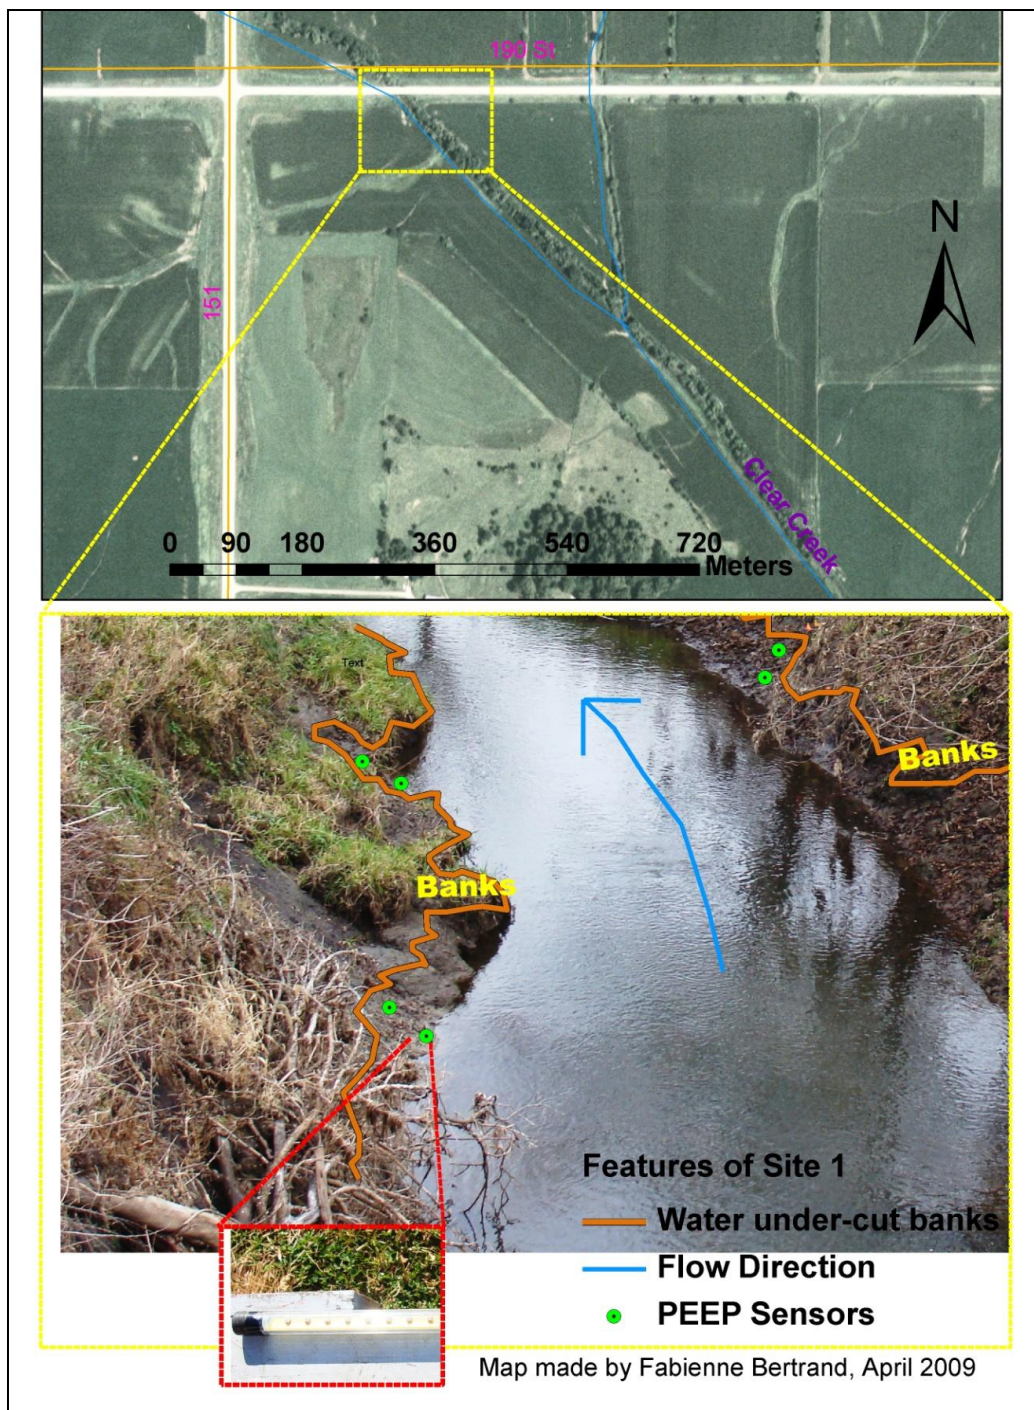 190 St
N
151
Clear Creek
0 90 180 360 540 720
Meters
Text
Banks
Banks
Features of Site 1
Water under-cut banks
Flow Direction
PEEP Sensors
Map made by Fabienne Bertrand, April 2009